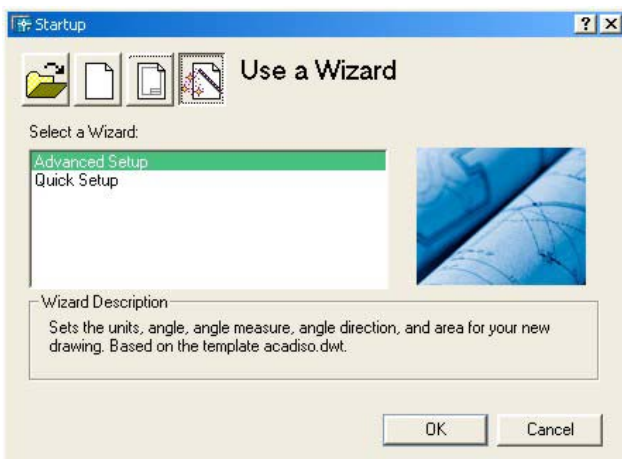 Startup
Use a Wizard
Select a Wizard:
Advanced Setup
Quick Setup
Wizard Description
Sets the units, angle, angle measure, angle direction, and area for your new
drawing. Based on the template acadiso.dwt.
OK
Cancel